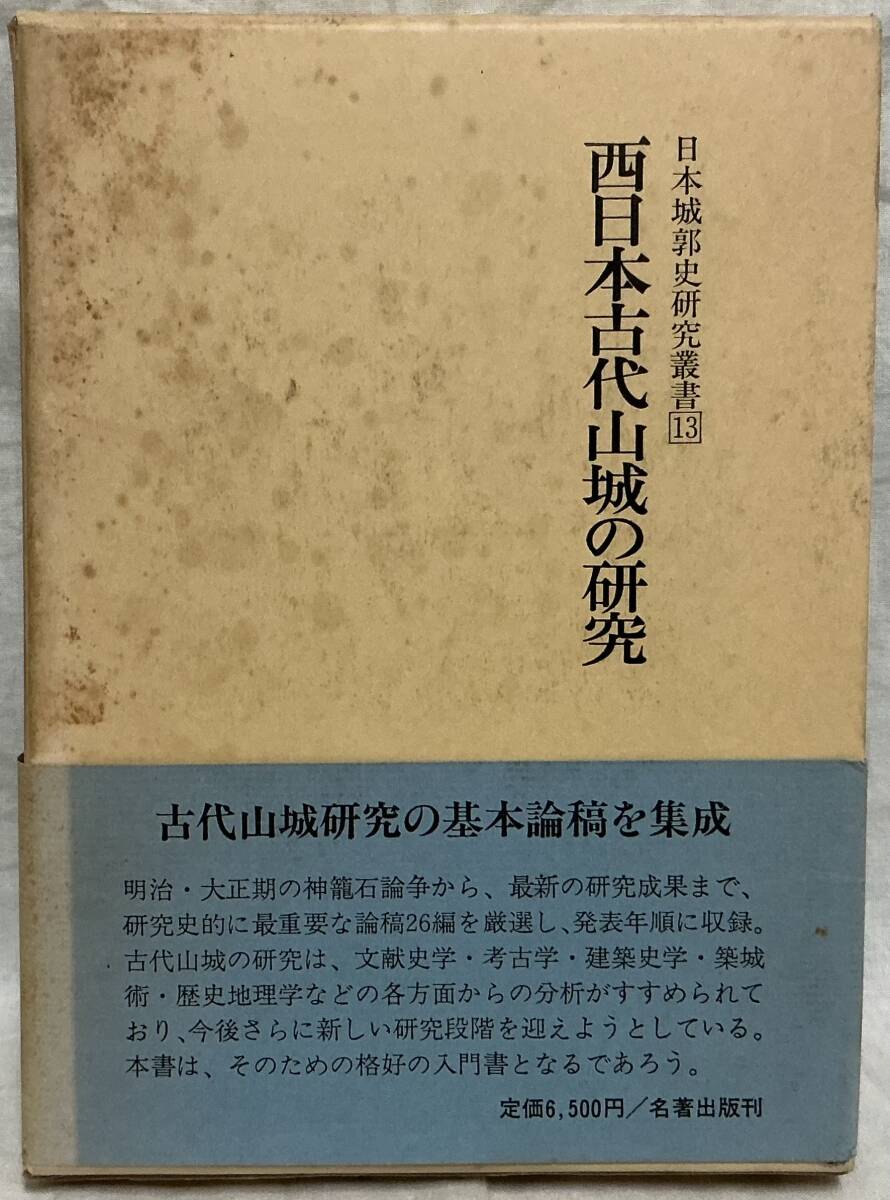 日本城郭史研究叢書13
西日本古代山城の研究
古代山城研究の基本論稿を集成
明治・大正期の神籠石論争から、最新の研究成果まで、
研究史的に最重要な論稿26編を厳選し、発表年順に収録。
古代山城の研究は、文献史学・考古学・建築史学・築城
術・歴史地理学などの各方面からの分析がすすめられて
おり、今後さらに新しい研究段階を迎えようとしている。
本書は、そのための格好の入門書となるであろう。
定価6,500円／名著出版刊